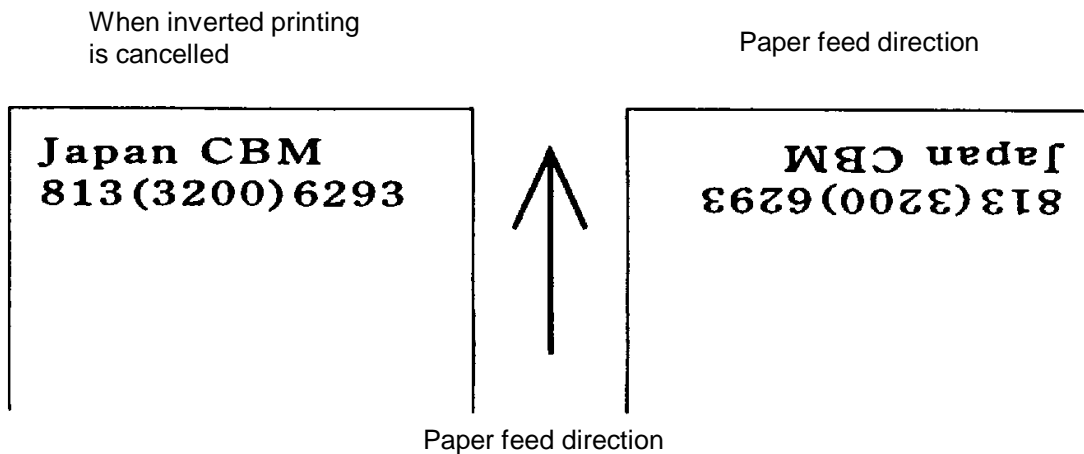 When inverted printing
is cancelled
Paper feed direction
Japan CBM
813(3200)6293
Japan CBM
813(3200)6293
Paper feed direction